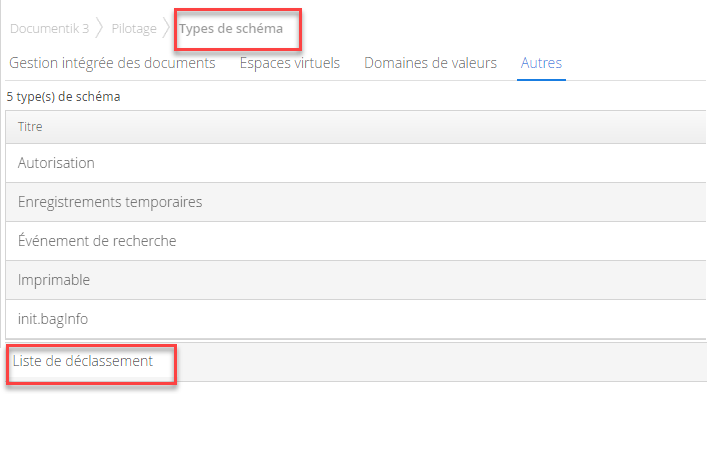 Documentik 3 Pilotage Types de schéma
Gestion intégrée des documents Espaces virtuels Domaines de valeurs Autres
5 type(s) de schéma
Titre
Autorisation
Enregistrements temporaires
Événement de recherche
Imprimable
init.bagInfo
Liste de déclassement